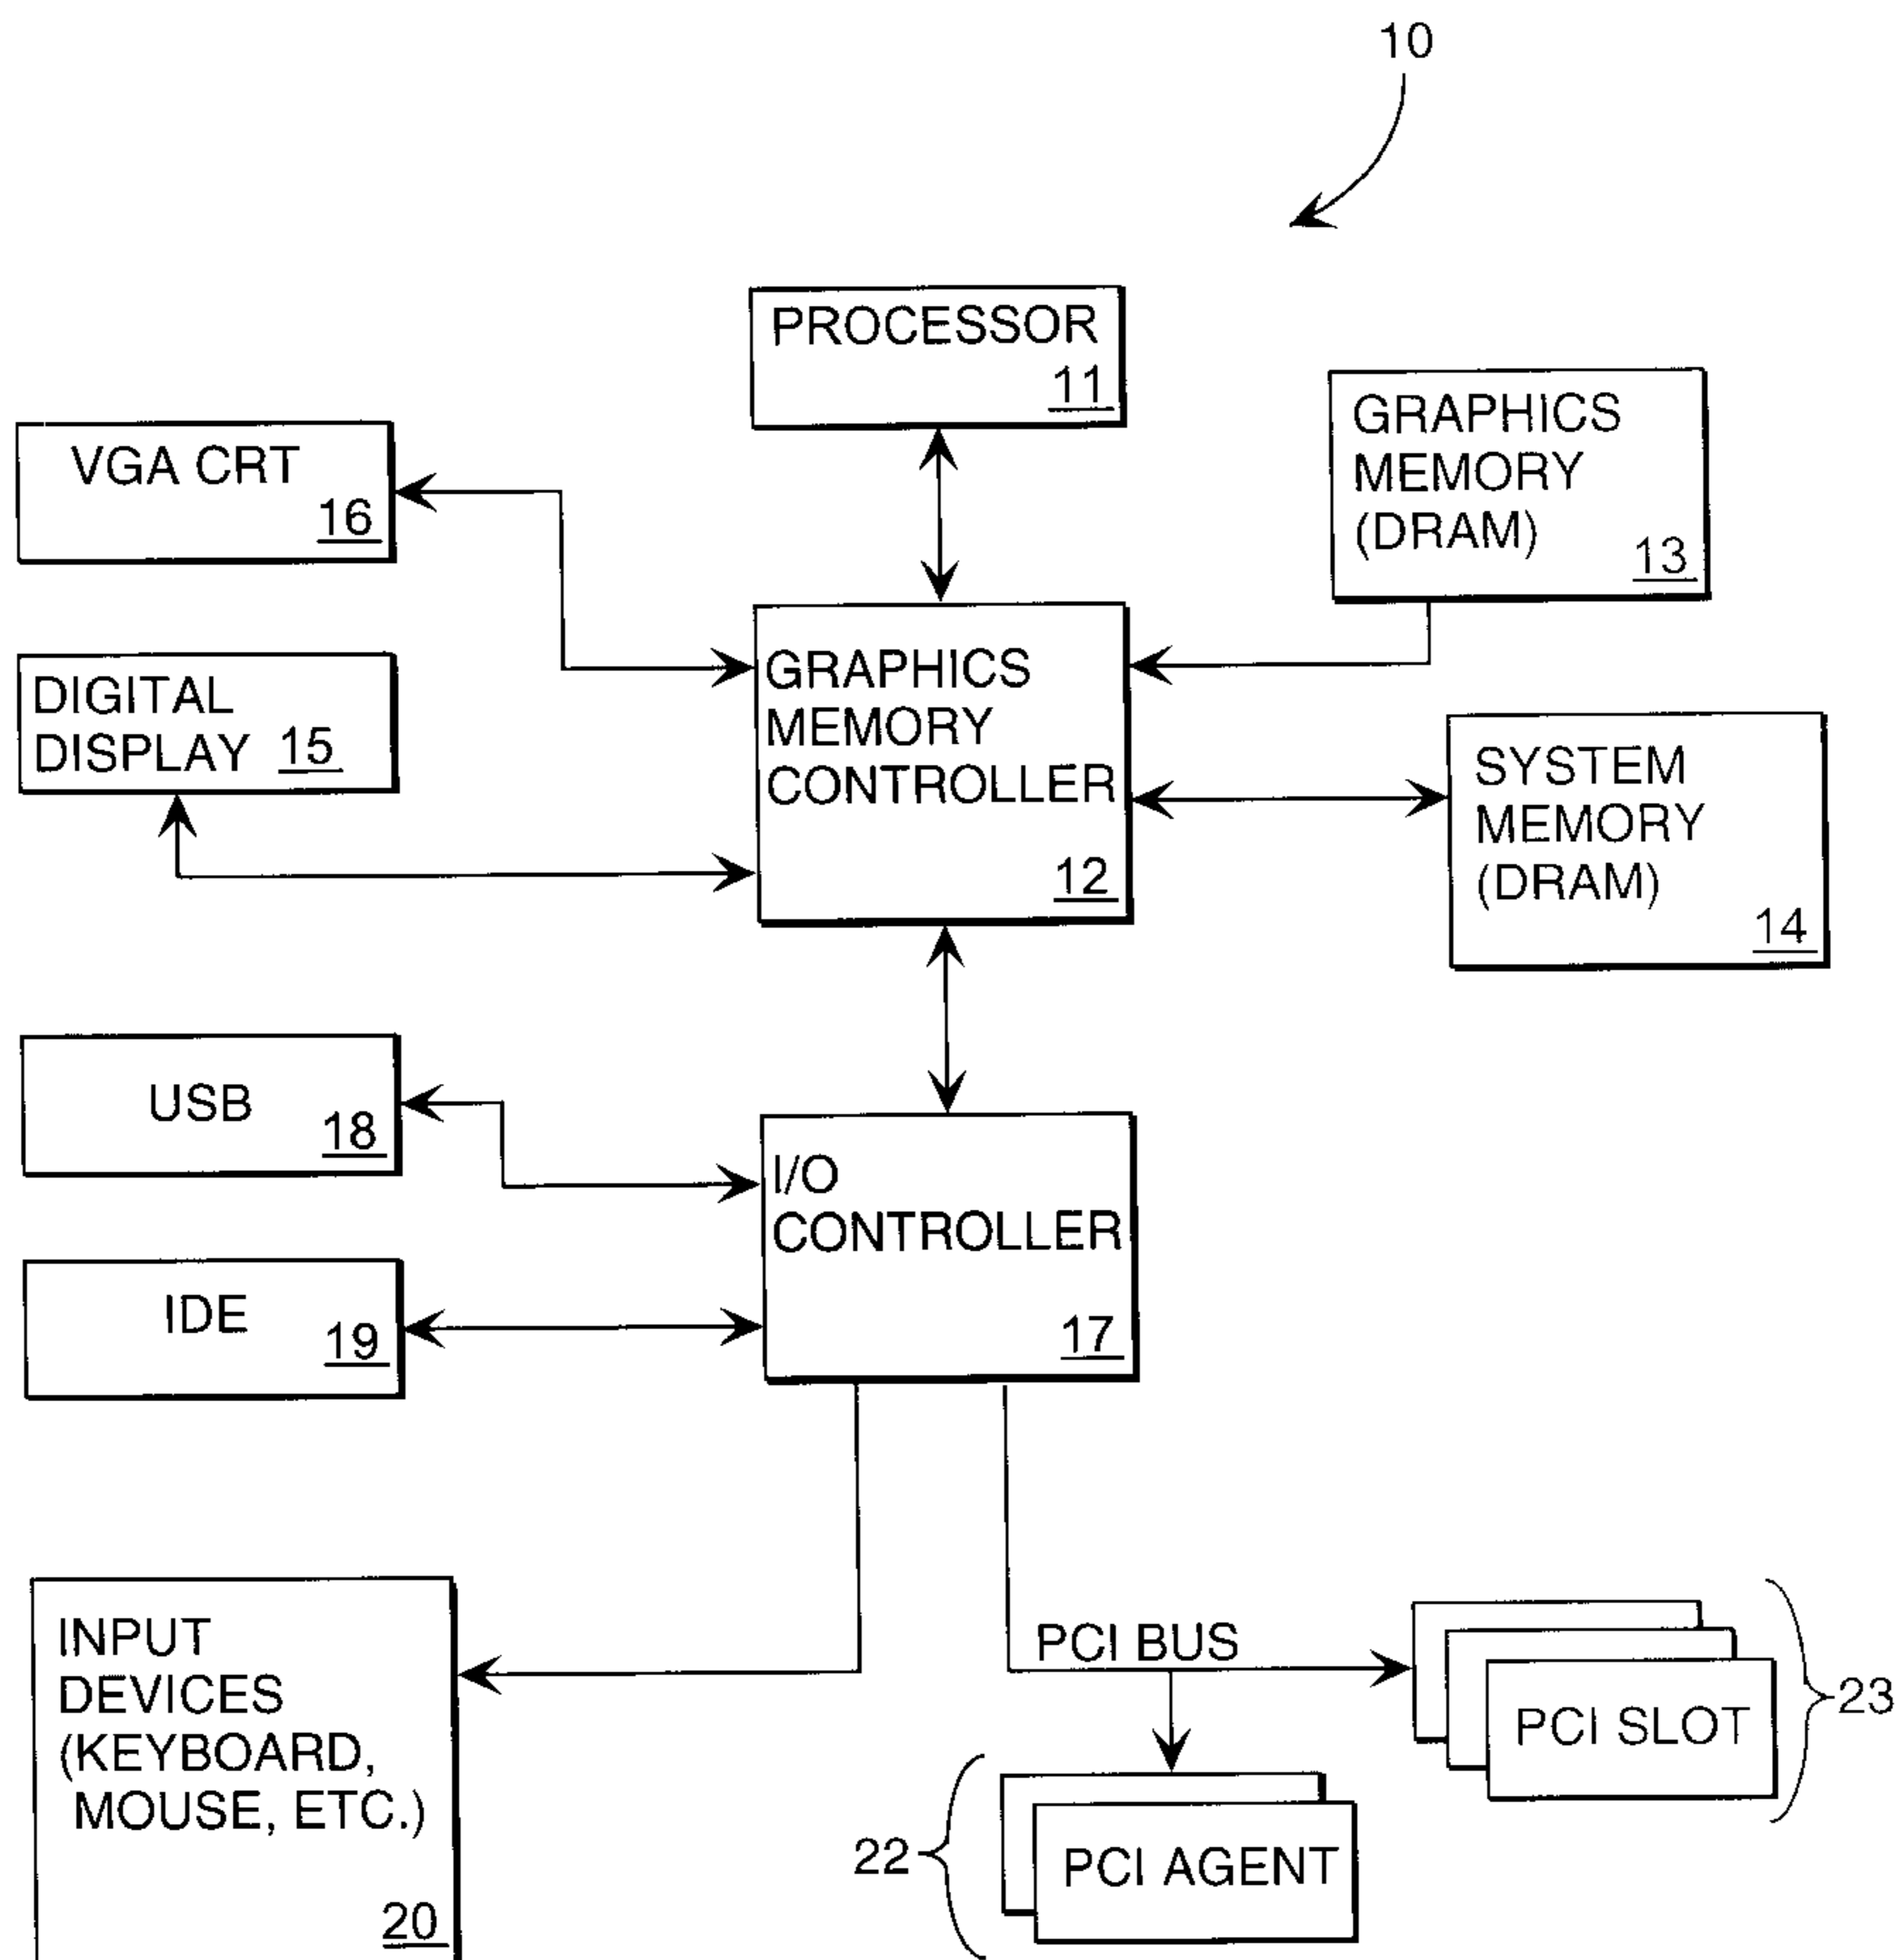 10
PROCESSOR
11
GRAPHICS
MEMORY
(DRAM)
13
VGA CRT
16
DIGITAL
DISPLAY 15
GRAPHICS
MEMORY
CONTROLLER
12
SYSTEM
MEMORY
(DRAM)
14
USB
18
I/O
CONTROLLER
17
IDE
19
INPUT
DEVICES
(KEYBOARD,
MOUSE, ETC.)
20
PCI BUS
PCI SLOT
23
22
PCI AGENT